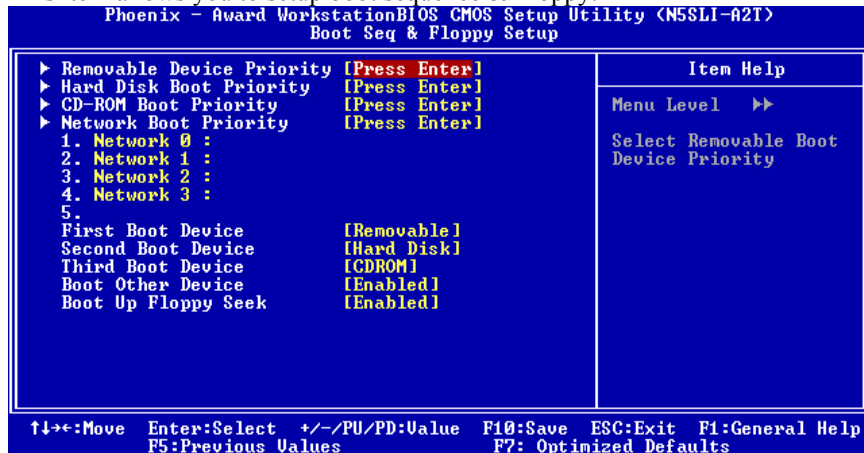 Phoenix - Award WorkstationBIOS CMOS Setup Utility (N5SLI-A2T)
Boot Seq & Floppy Setup
Removable Device Priority [Press Enter]
Hard Disk Boot Priority [Press Enter]
CD-ROM Boot Priority [Press Enter]
Network Boot Priority [Press Enter]
1. Network 0 :
2. Network 1 :
3. Network 2 :
4. Network 3 :
5.
First Boot Device [Removable]
Second Boot Device [Hard Disk]
Third Boot Device [CDROM]
Boot Other Device [Enabled]
Boot Up Floppy Seek [Enabled]
Item Help
Menu Level ▶▶
Select Removable Boot
Device Priority
↑↓→←:Move Enter:Select +/-/PU/PD:Value F10:Save ESC:Exit F1:General Help
F5:Previous Values F7: Optimized Defaults